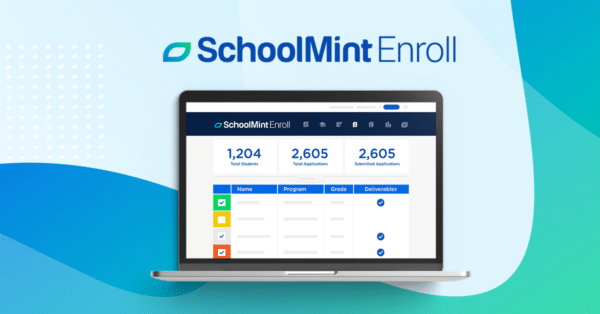 SchoolMint Enroll
SchoolMint Enroll
1,204 2,605 2,605
Total Students Total Applications Submitted Applications
Name Program Grade Deliverables